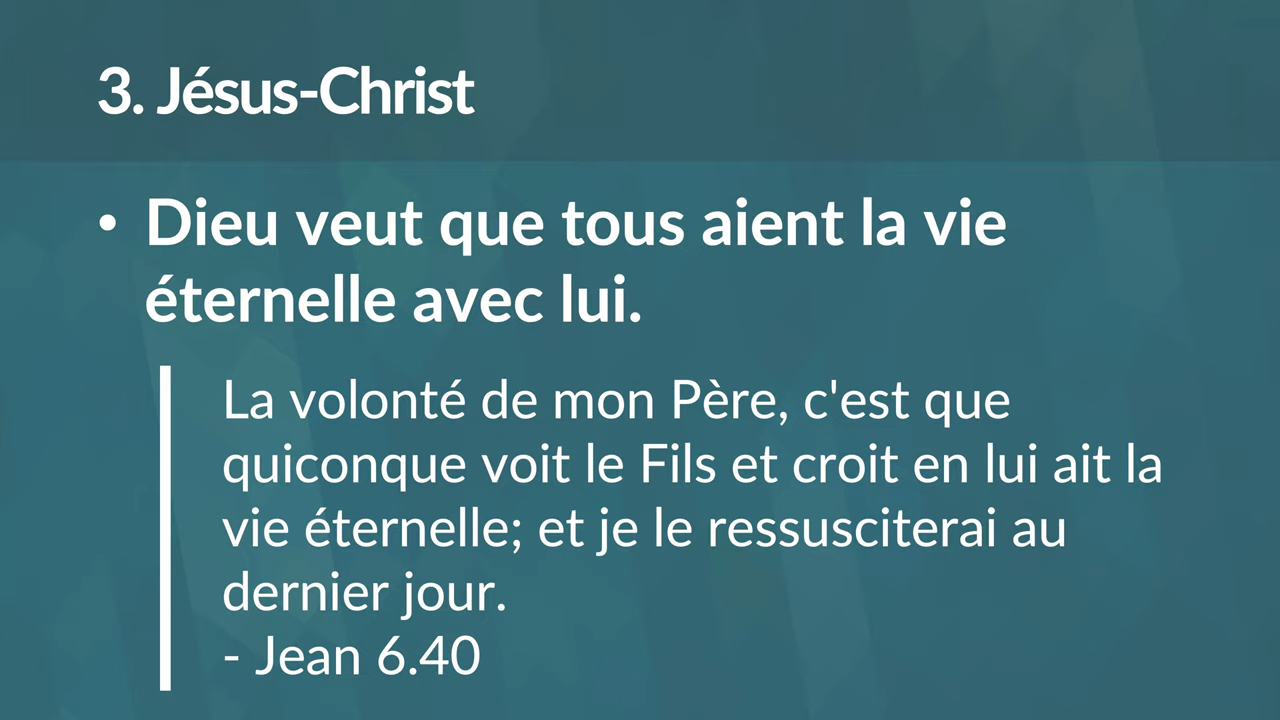 3. Jésus-Christ
• Dieu veut que tous aient la vie
éternelle avec lui.
La volonté de mon Père, c'est que
quiconque voit le Fils et croit en lui ait la
vie éternelle; et je le ressusciterai au
dernier jour.
- Jean 6.40